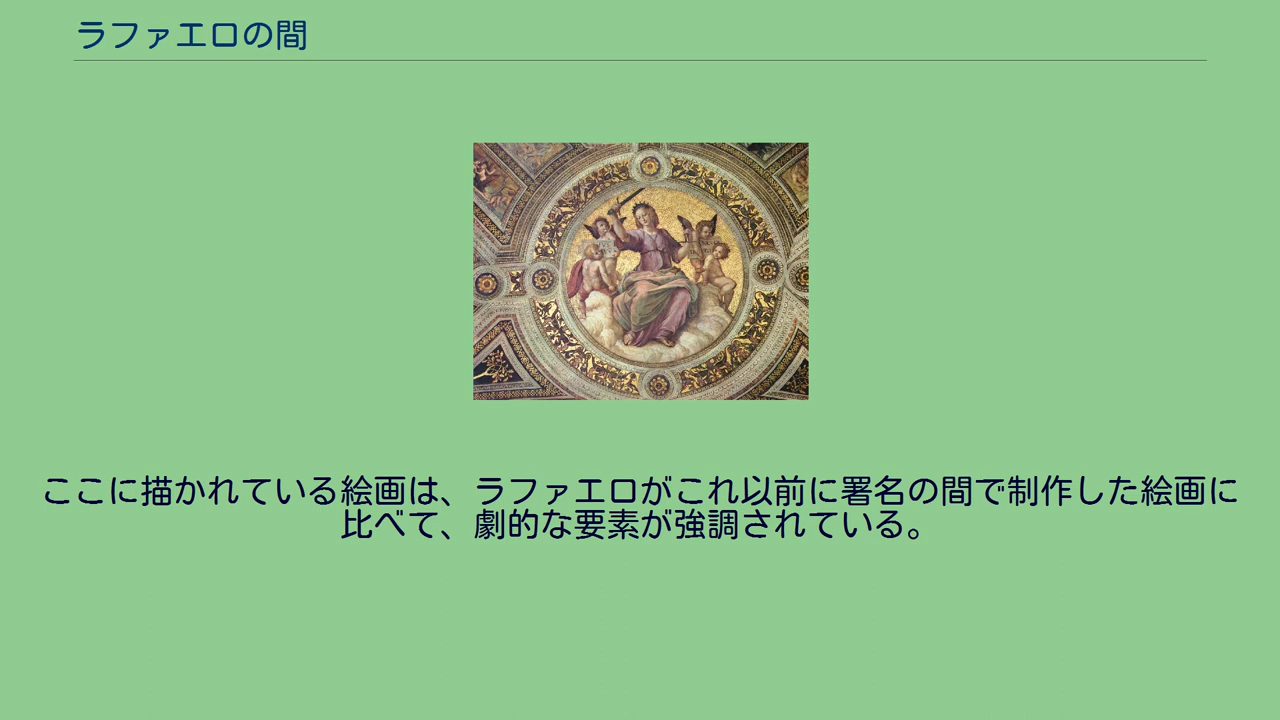 ラファエロの間
ここに描かれている絵画は、ラファエロがこれ以前に署名の間で制作した絵画に
比べて、劇的な要素が強調されている。